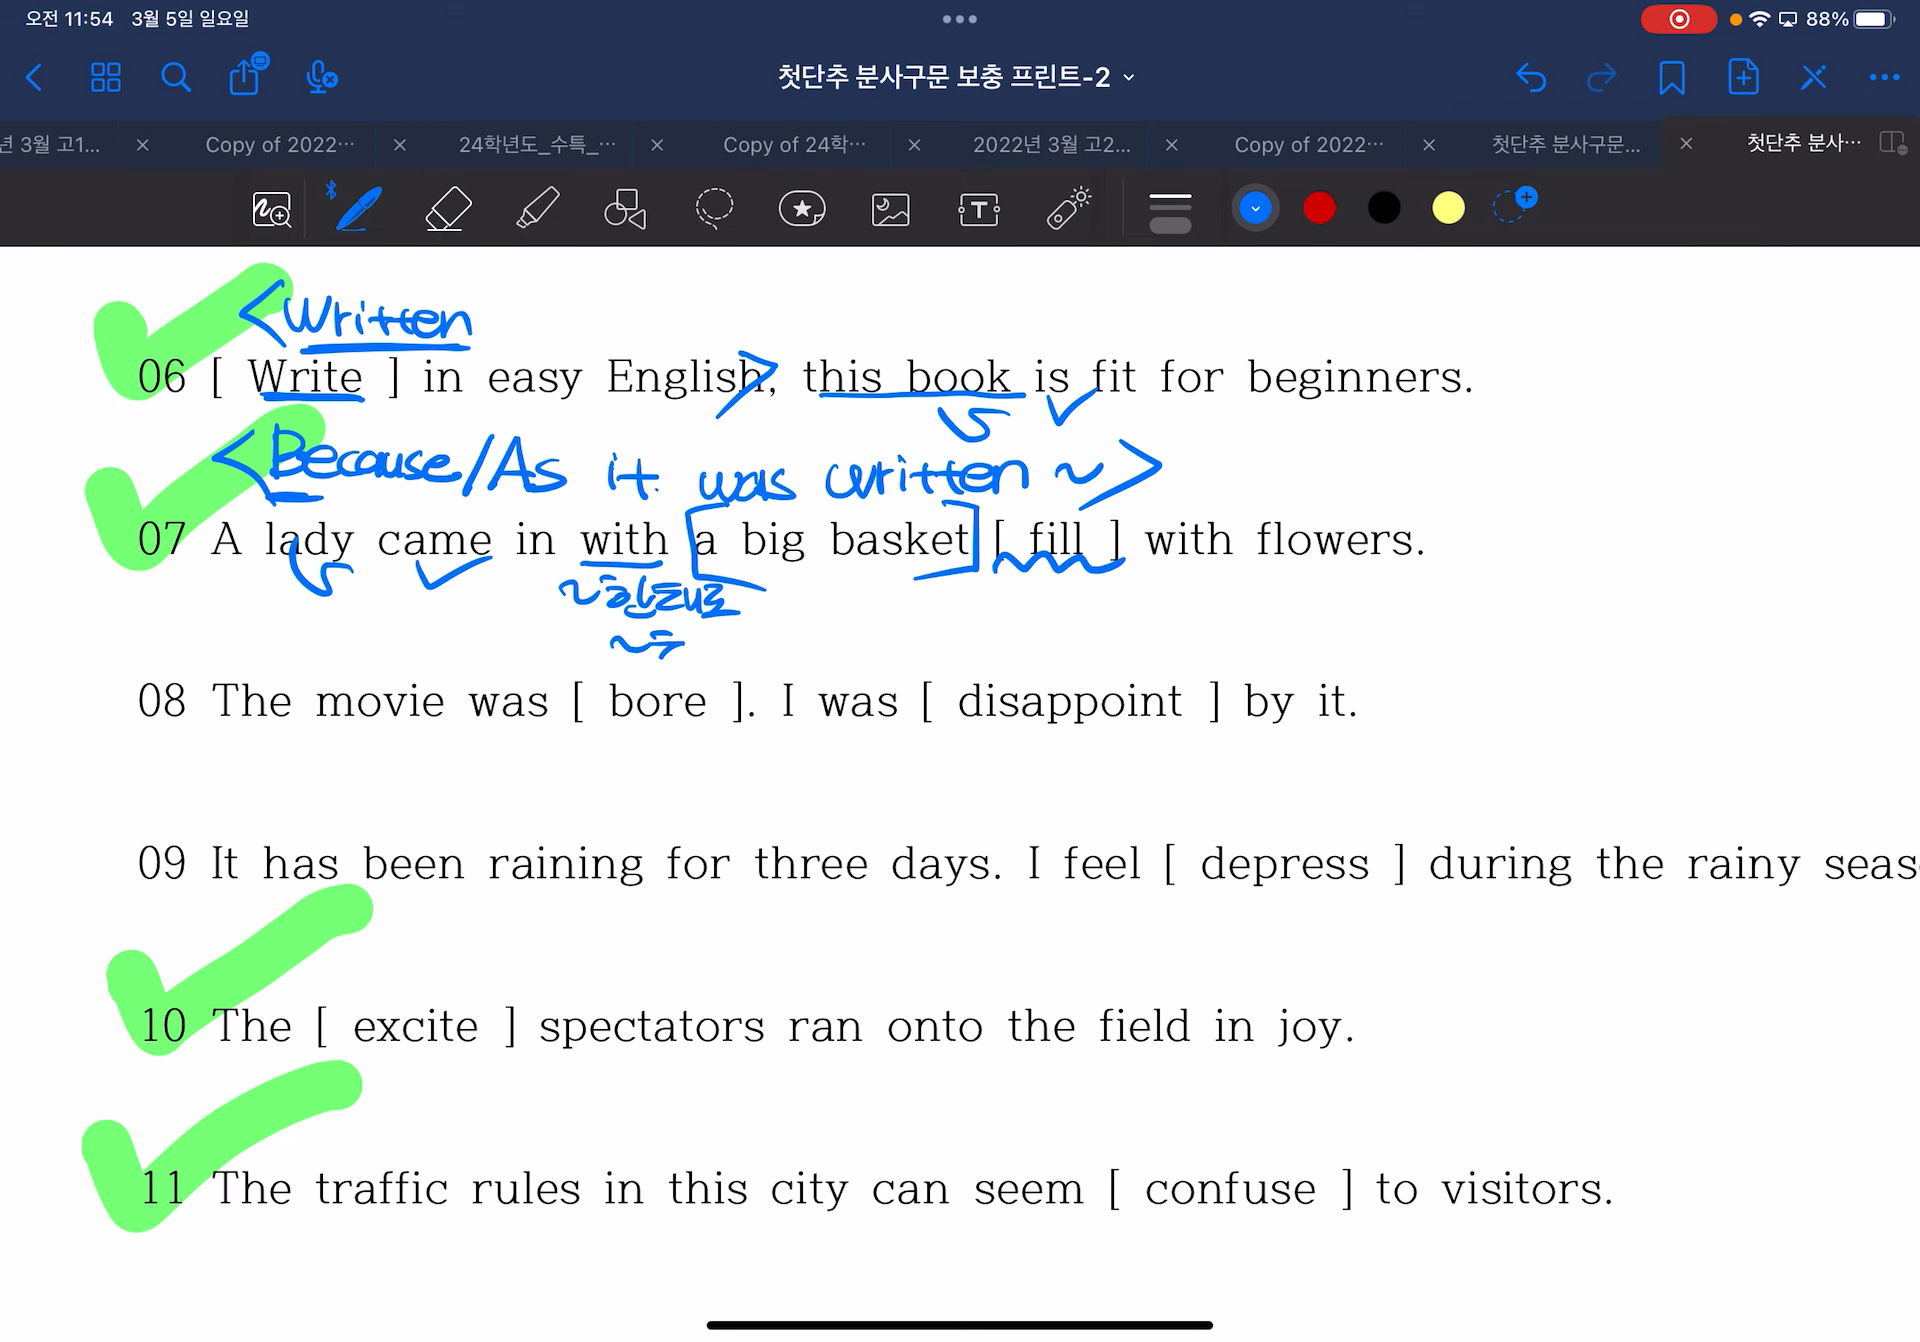 오전 11:54 3월 5일 일요일 88%
첫단추 분사구문 보충 프린트-2
년 3월 고1... Copy of 2022... 24학년도_수특_... Copy of 24학... 2022년 3월 고2... Copy of 2022... 첫단추 분사구문... 첫단추 분사...
<Written
06 [ Write ] in easy English>, this book is fit for beginners.
S
<Because/As it was written ~>
07 A lady came in with [a big basket] [ fill ] with flowers.
S ~한 채로
08 The movie was [ bore ]. I was [ disappoint ] by it.
09 It has been raining for three days. I feel [ depress ] during the rainy seas
10 The [ excite ] spectators ran onto the field in joy.
11 The traffic rules in this city can seem [ confuse ] to visitors.